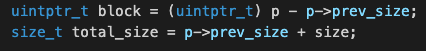 uintptr_t block = (uintptr_t) p - p->prev_size;
size_t total_size = p->prev_size + size;